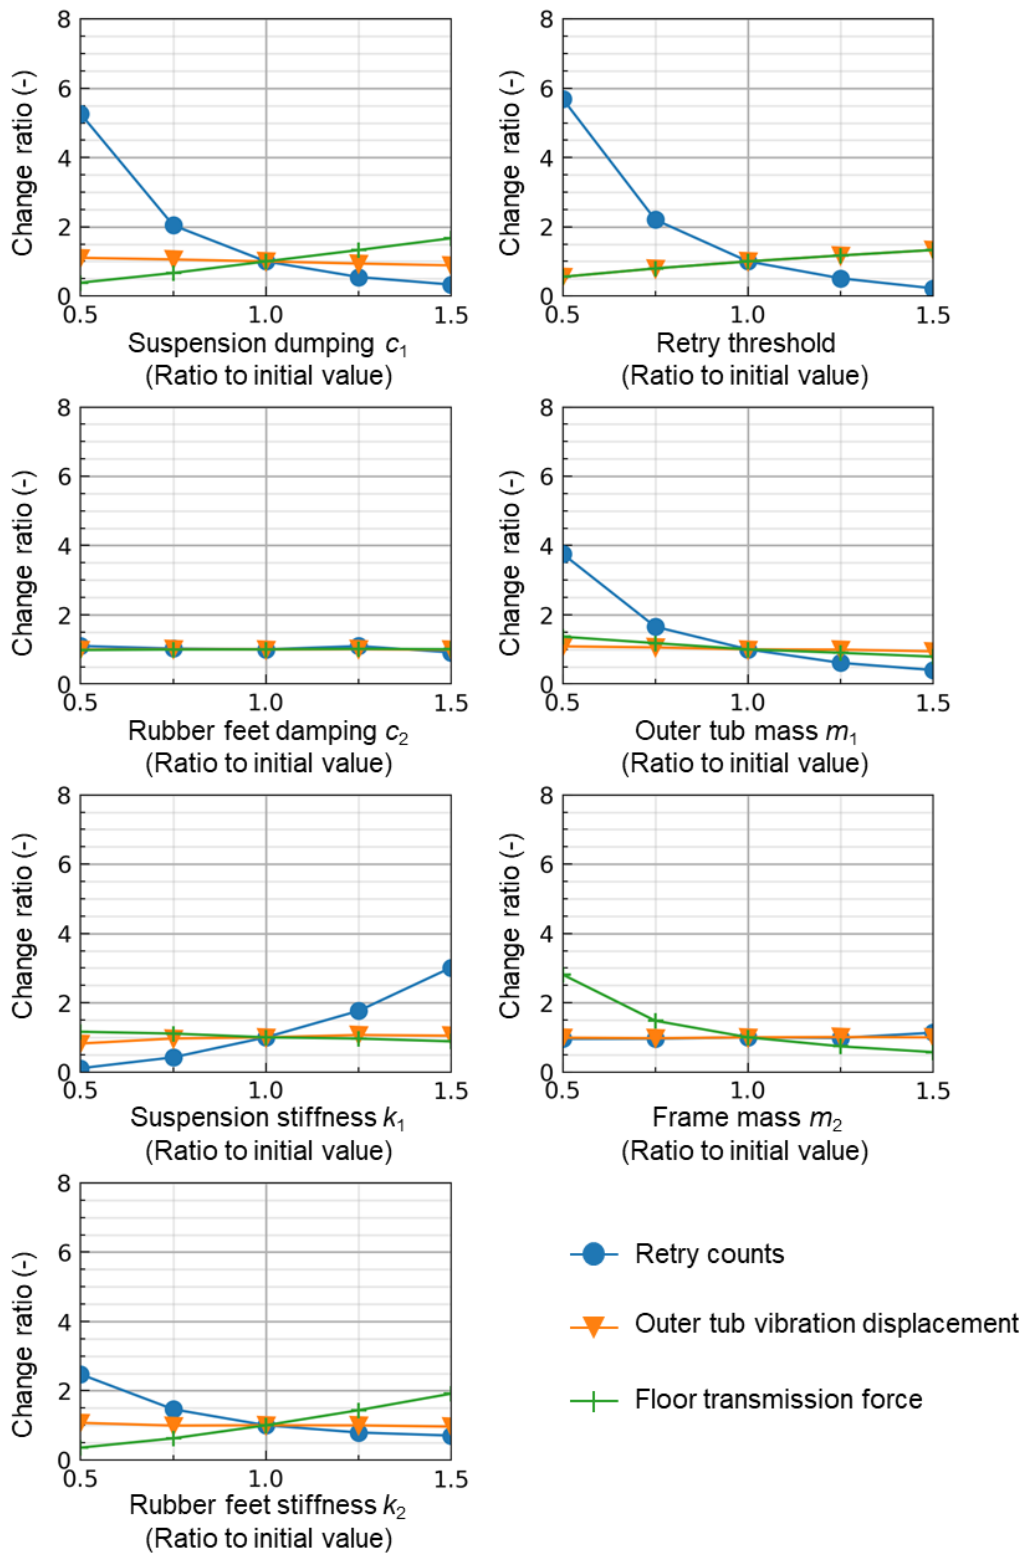 Change ratio (-)
8
6
4
2
0
0.5 1.0 1.5
Suspension dumping c₁
(Ratio to initial value)
Change ratio (-)
8
6
4
2
0
0.5 1.0 1.5
Retry threshold
(Ratio to initial value)
Change ratio (-)
8
6
4
2
0
0.5 1.0 1.5
Rubber feet damping c₂
(Ratio to initial value)
Change ratio (-)
8
6
4
2
0
0.5 1.0 1.5
Outer tub mass m₁
(Ratio to initial value)
Change ratio (-)
8
6
4
2
0
0.5 1.0 1.5
Suspension stiffness k₁
(Ratio to initial value)
Change ratio (-)
8
6
4
2
0
0.5 1.0 1.5
Frame mass m₂
(Ratio to initial value)
Change ratio (-)
8
6
4
2
0
0.5 1.0 1.5
Rubber feet stiffness k₂
(Ratio to initial value)
Retry counts
Outer tub vibration displacement
Floor transmission force